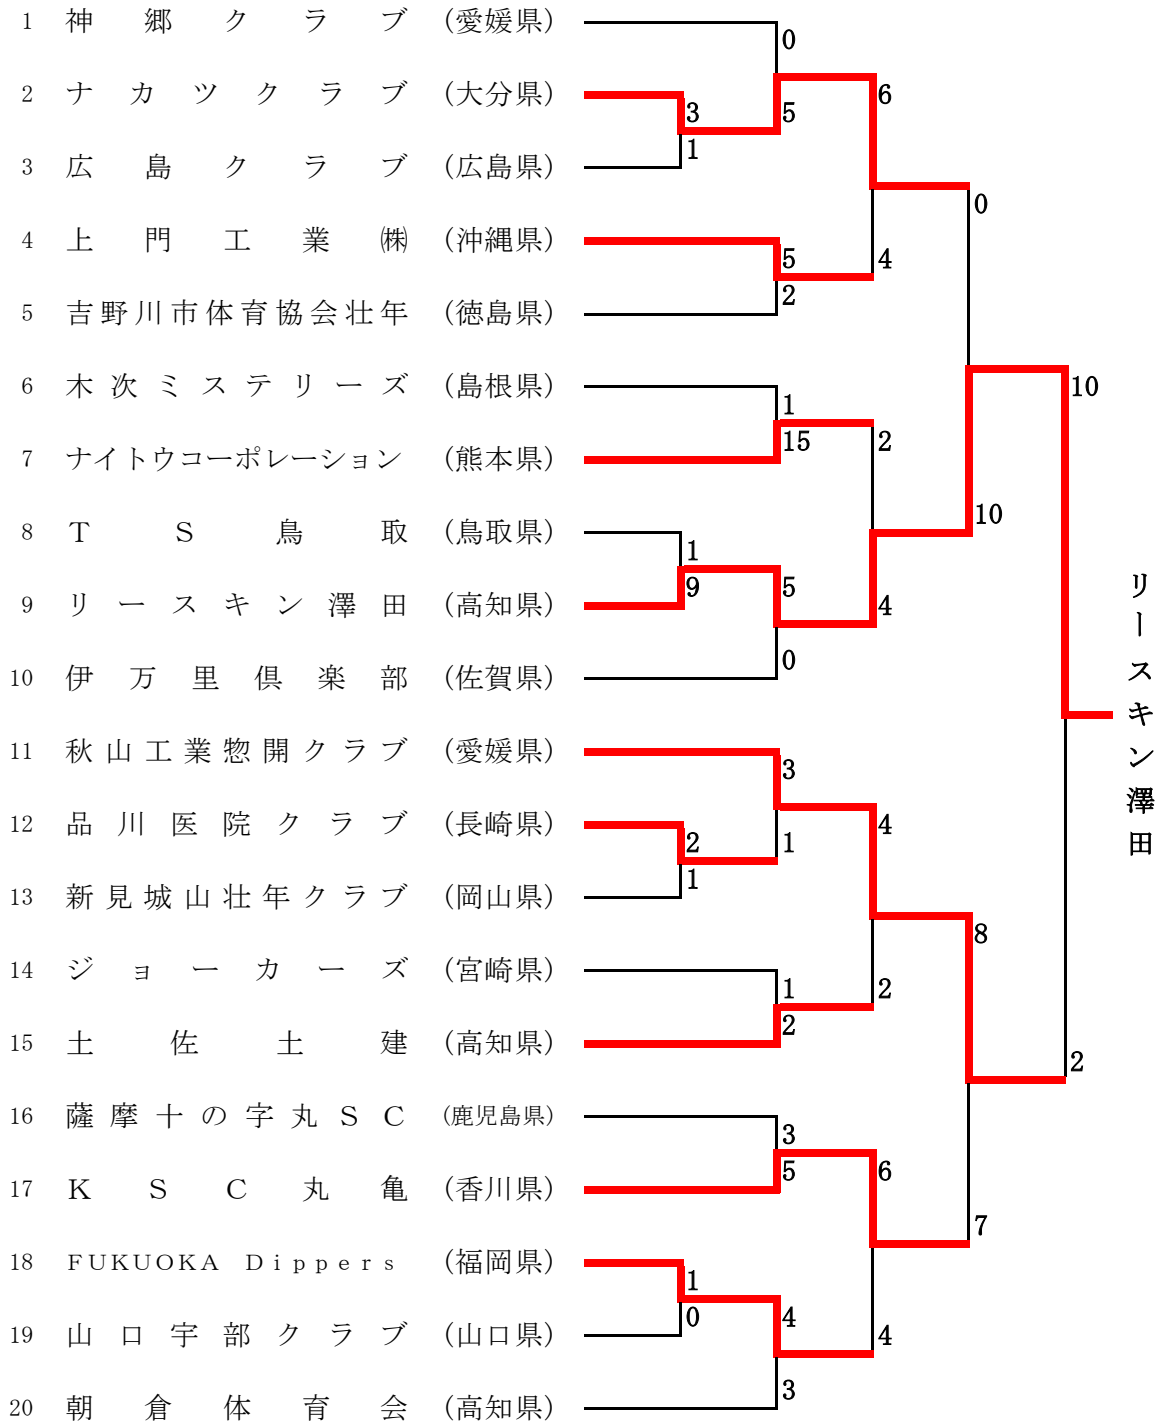 1 神郷クラブ (愛媛県)
0
2 ナカツクラブ (大分県)
6
3
5
1
3 広島クラブ (広島県)
0
4 上門工業㈱ (沖縄県)
5
4
2
5 吉野川市体育協会壮年 (徳島県)
6 木次ミステリーズ (島根県)
10
1
15
2
7 ナイトウコーポレーション (熊本県)
10
8 TS鳥取 (鳥取県)
1
9
5
9 リースキン澤田 (高知県)
4
0
10 伊万里倶楽部 (佐賀県)
リースキン澤田
11 秋山工業惣開クラブ (愛媛県)
3
12 品川医院クラブ (長崎県)
4
2
1
1
13 新見城山壮年クラブ (岡山県)
8
14 ジョーカーズ (宮崎県)
1
2
2
15 土佐土建 (高知県)
2
16 薩摩十の字丸SC (鹿児島県)
3
5
6
17 KSC丸亀 (香川県)
7
18 FUKUOKA Dippers (福岡県)
1
0
4
19 山口宇部クラブ (山口県)
4
3
20 朝倉体育会 (高知県)